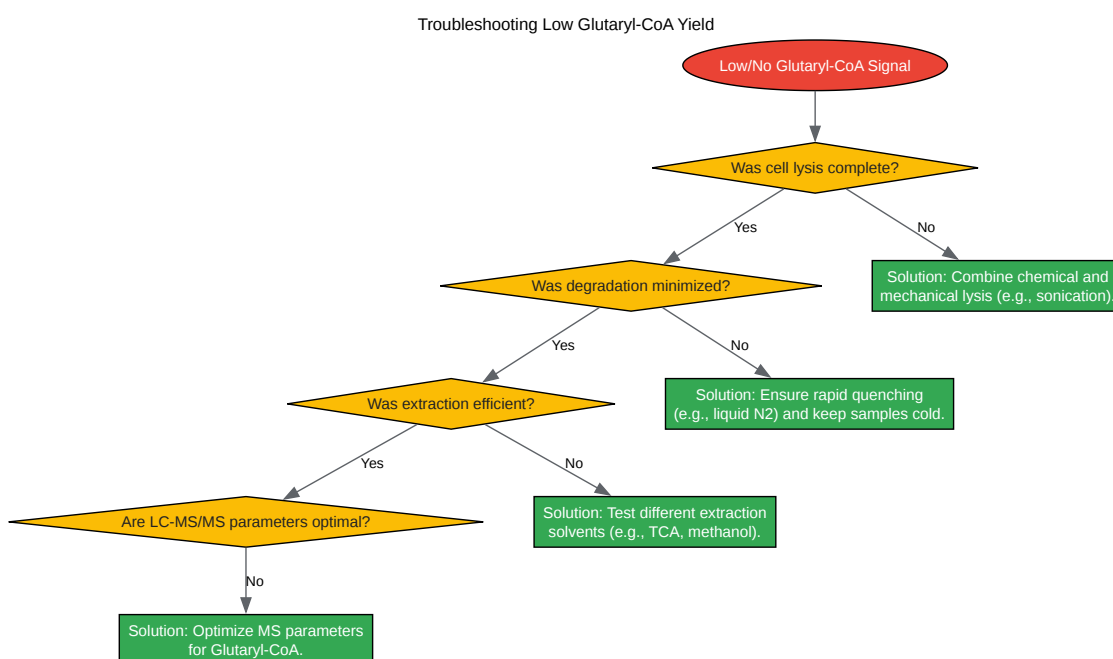 Troubleshooting Low Glutaryl-CoA Yield
Low/No Glutaryl-CoA Signal
Was cell lysis complete?
Yes
No
Solution: Combine chemical and
mechanical lysis (e.g., sonication).
Was degradation minimized?
Yes
No
Solution: Ensure rapid quenching
(e.g., liquid N2) and keep samples cold.
Was extraction efficient?
Yes
No
Solution: Test different extraction
solvents (e.g., TCA, methanol).
Are LC-MS/MS parameters optimal?
No
Solution: Optimize MS parameters
for Glutaryl-CoA.